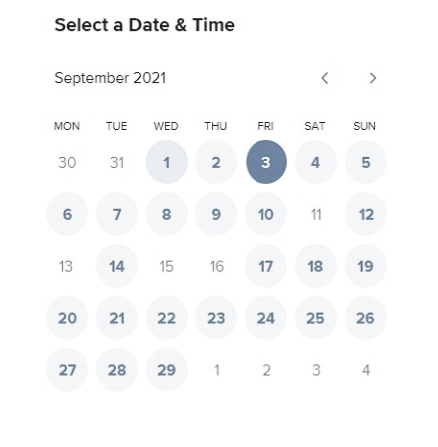 Select a Date & Time
September 2021
MON TUE WED THU FRI SAT SUN
30 31 1 2 3 4 5
6 7 8 9 10 11 12
13 14 15 16 17 18 19
20 21 22 23 24 25 26
27 28 29 1 2 3 4